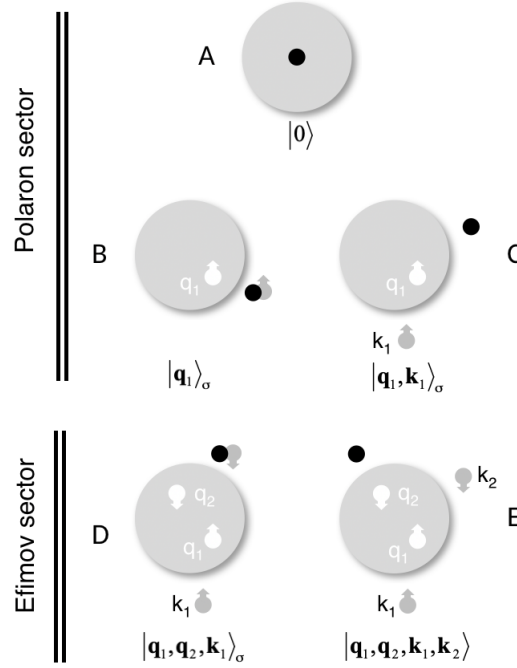 Polaron sector
A
|0⟩
B
q₁
|q₁⟩σ
C
q₁
k₁
|q₁, k₁⟩σ
Efimov sector
D
q₂
q₁
k₁
|q₁, q₂, k₁⟩σ
E
k₂
q₂
q₁
k₁
|q₁, q₂, k₁, k₂⟩